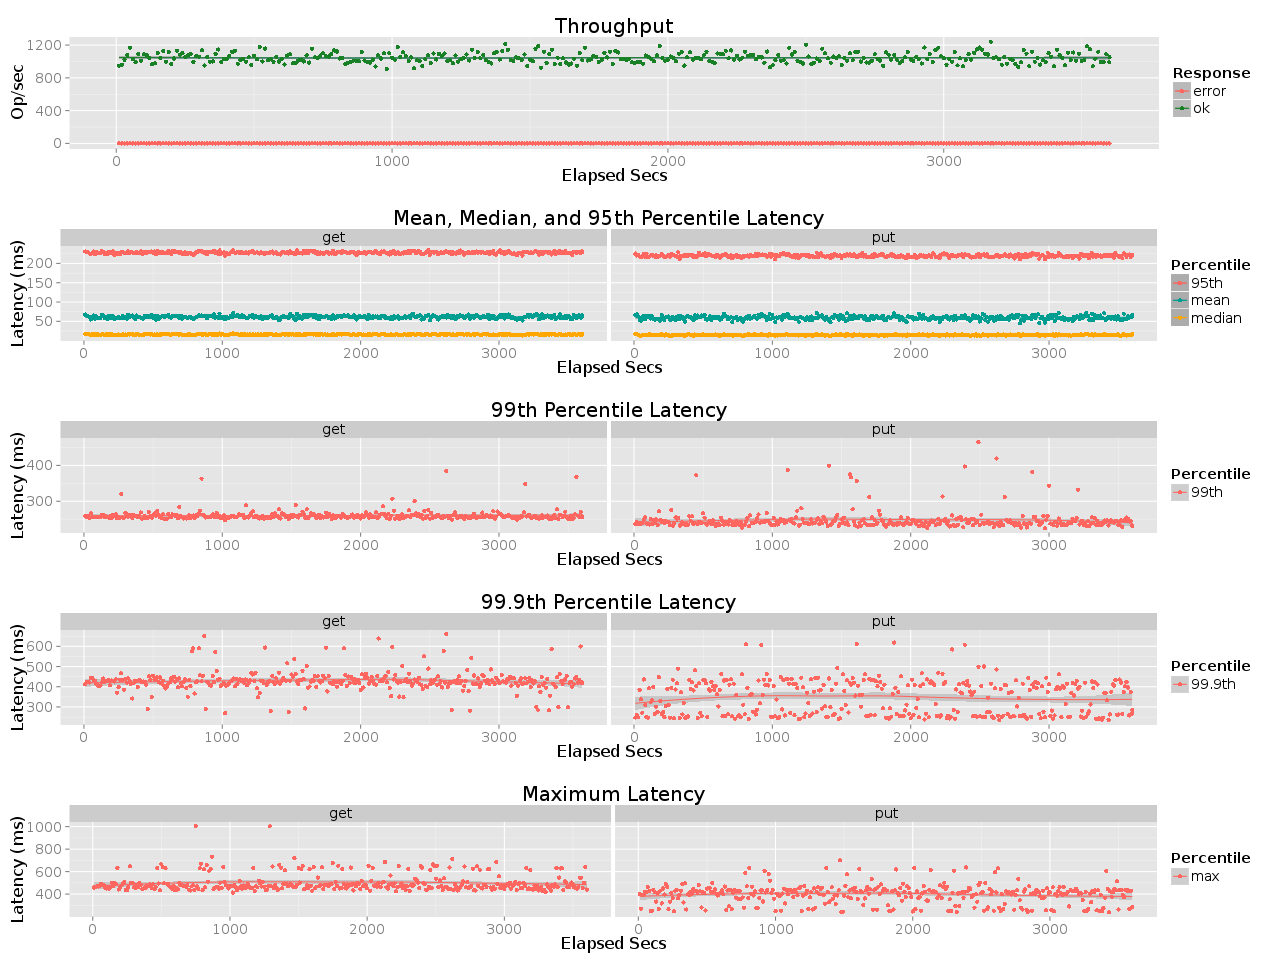 Throughput
Op/sec
1200
800
400
0
0 1000 2000 3000
Elapsed Secs
Response
error
ok
Mean, Median, and 95th Percentile Latency
get put
Latency (ms)
200
150
100
50
0 1000 2000 3000 0 1000 2000 3000
Elapsed Secs
Percentile
95th
mean
median
99th Percentile Latency
get put
Latency (ms)
400
300
0 1000 2000 3000 0 1000 2000 3000
Elapsed Secs
Percentile
99th
99.9th Percentile Latency
get put
Latency (ms)
600
500
400
300
0 1000 2000 3000 0 1000 2000 3000
Elapsed Secs
Percentile
99.9th
Maximum Latency
get put
Latency (ms)
1000
800
600
400
0 1000 2000 3000 0 1000 2000 3000
Elapsed Secs
Percentile
max